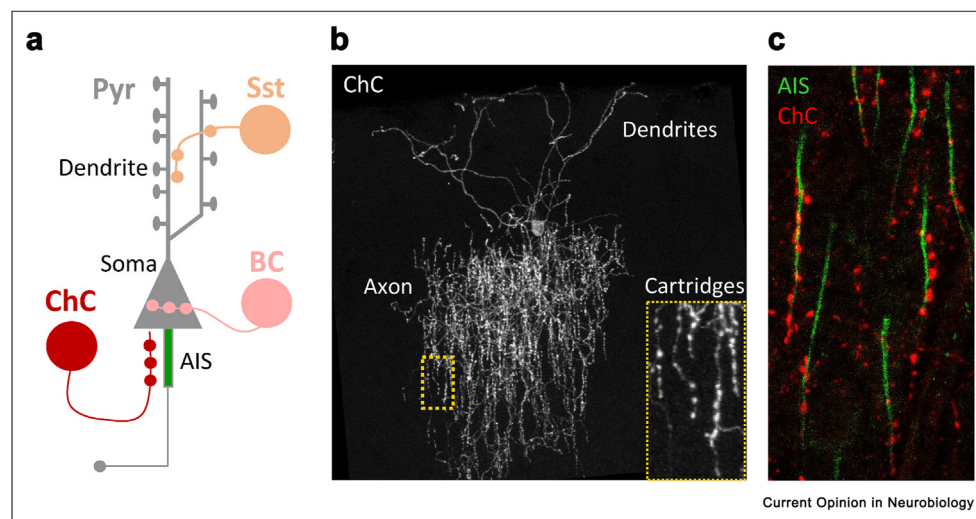 a
Pyr
Sst
Dendrite
Soma
BC
ChC
AIS
b
ChC
Dendrites
Axon
Cartridges
c
AIS
ChC
Current Opinion in Neurobiology